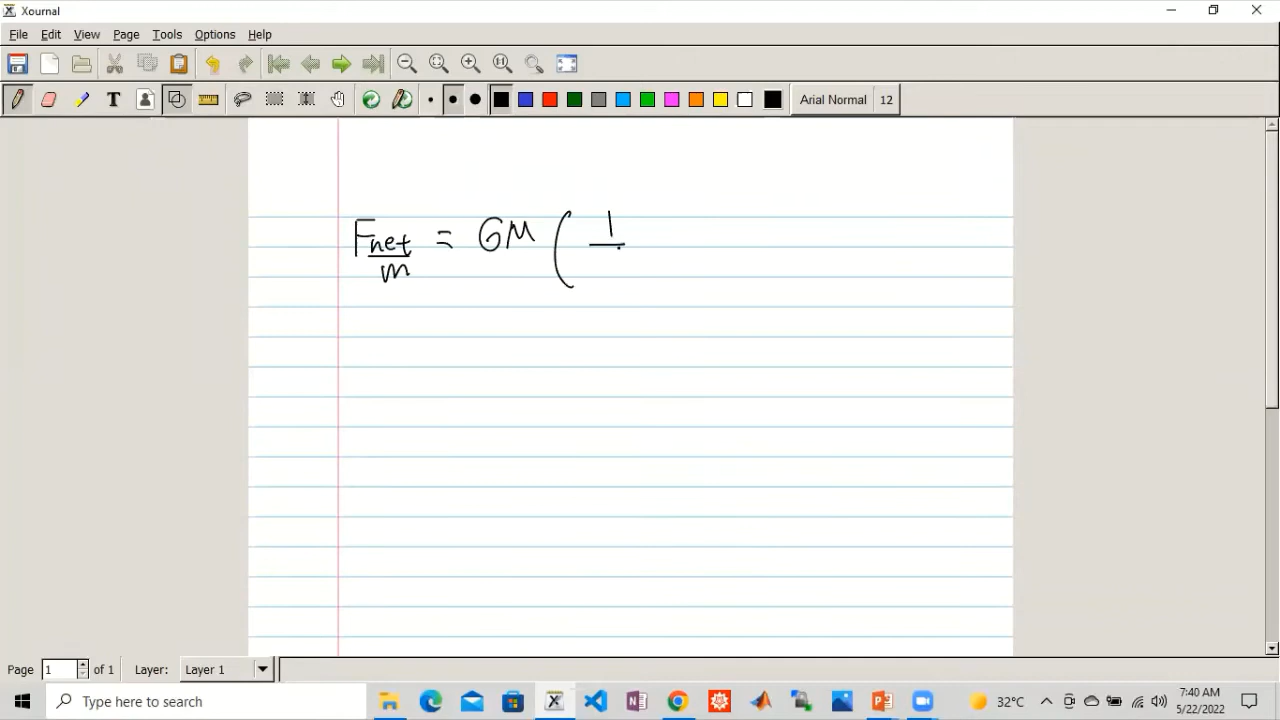 Xournal
File Edit View Page Tools Options Help
T Arial Normal 12
Fnet/m = GM ( 1/
Page 1 of 1 Layer: Layer 1
Type here to search
32°C
7:40 AM
5/22/2022